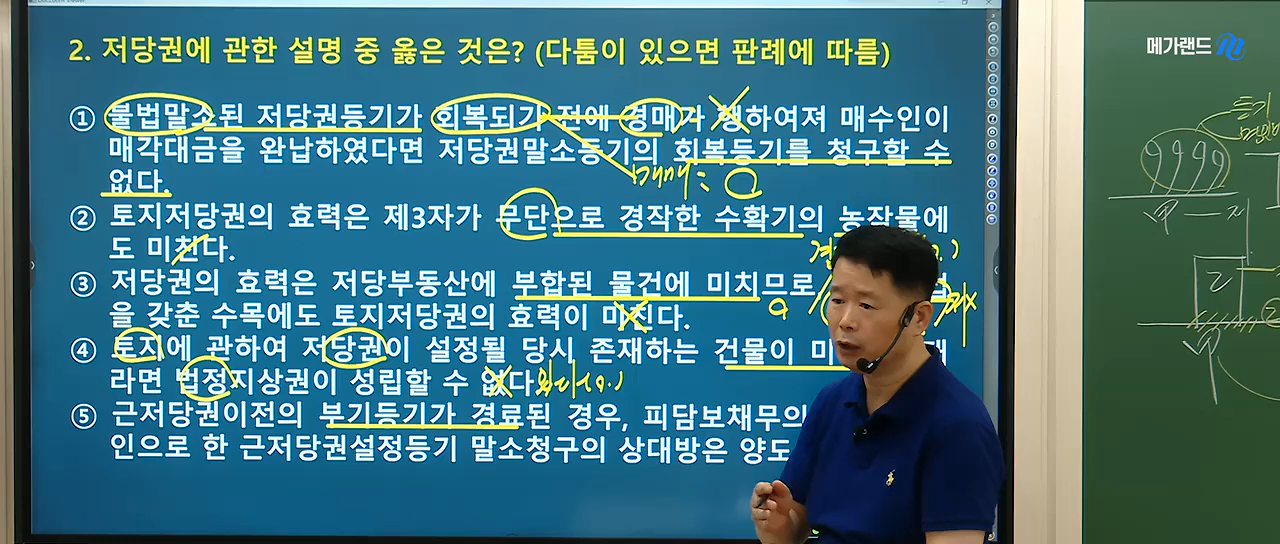 메가랜드
2. 저당권에 관한 설명 중 옳은 것은? (다툼이 있으면 판례에 따름)
① 불법말소된 저당권등기가 회복되기 전에 경매가 행하여져 매수인이
매각대금을 완납하였다면 저당권말소등기의 회복등기를 청구할 수
없다.
② 토지저당권의 효력은 제3자가 무단으로 경작한 수확기의 농작물에
도 미친다.
③ 저당권의 효력은 저당부동산에 부합된 물건에 미치므로
을 갖춘 수목에도 토지저당권의 효력이 미친다.
④ 토지에 관하여 저당권이 설정될 당시 존재하는 건물이
라면 법정지상권이 성립할 수 없다.
⑤ 근저당권이전의 부기등기가 경료된 경우, 피담보채무의
인으로 한 근저당권설정등기 말소청구의 상대방은 양도